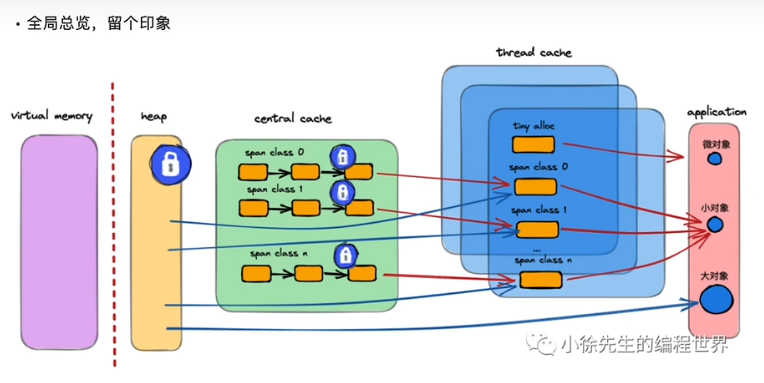 • 全局总览，留个印象
thread cache
virtual memory
heap
central cache
application
tiny alloc
微对象
span class 0
span class 0
span class 1
小对象
span class 1
...
span class n
span class n
大对象
小徐先生的编程世界